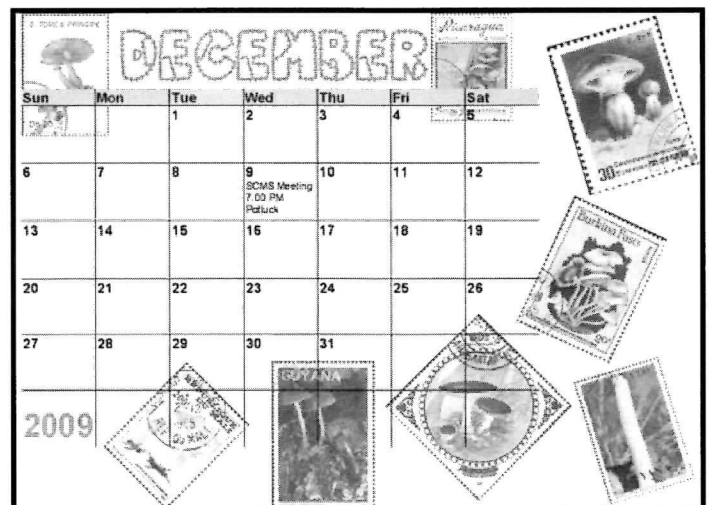 S. TOMÉ E PRÍNCIPE
DECEMBER
Nicaragua
Sun Mon Tue Wed Thu Fri Sat
1 2 3 4 5
6 7 8 9 10 11 12
SCMS Meeting
7:00 PM
Potluck
13 14 15 16 17 18 19
20 21 22 23 24 25 26
27 28 29 30 31
2009
30
Burkina Faso
GUYANA